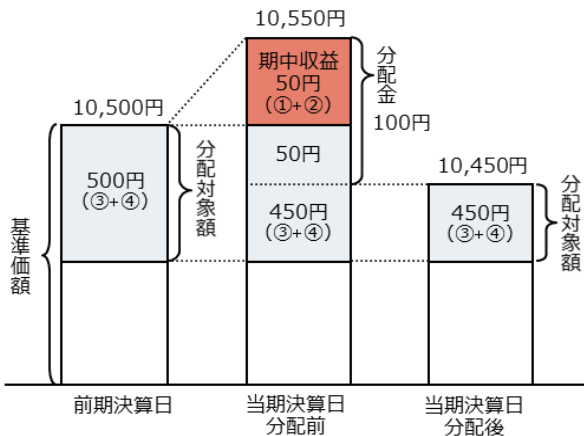 10,550円
期中収益
50円
(①+②)
分配金
100円
10,500円
50円
10,450円
500円
(③+④)
分配対象額
450円
(③+④)
450円
(③+④)
分配対象額
基準価額
前期決算日
当期決算日
分配前
当期決算日
分配後